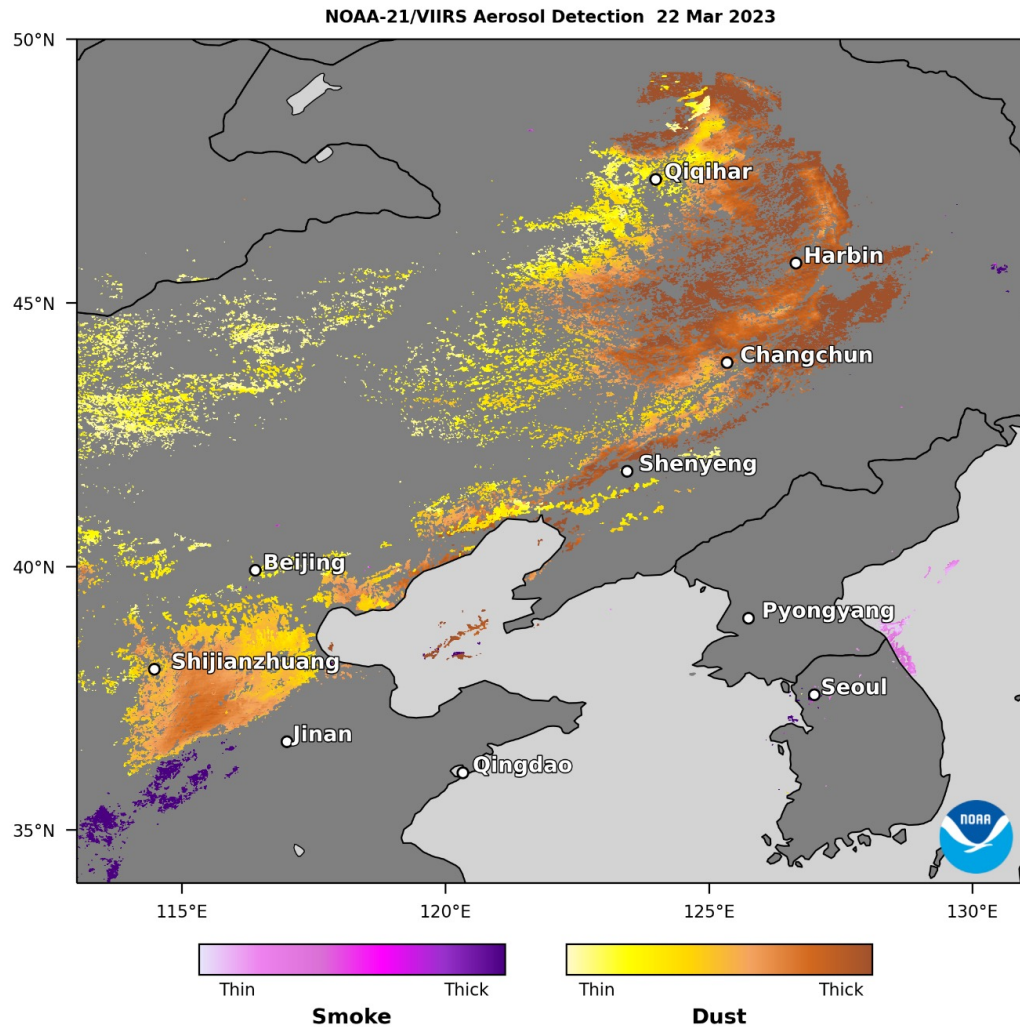 NOAA-21/VIIRS Aerosol Detection  22 Mar 2023
50°N
Qiqihar
Harbin
45°N
Changchun
Shenyeng
40°N
Beijing
Pyongyang
Shijianzhuang
Seoul
Jinan
Qingdao
35°N
NOAA
115°E
120°E
125°E
130°E
Thin
Thick
Thin
Thick
Smoke
Dust